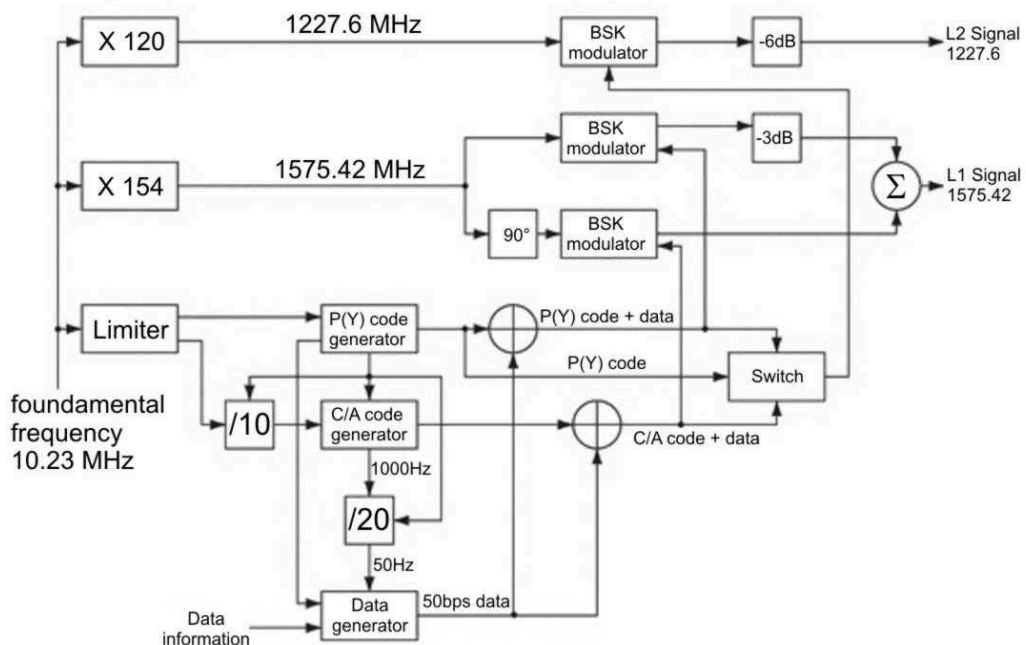 X 120
1227.6 MHz
BSK
modulator
-6dB
L2 Signal
1227.6
X 154
1575.42 MHz
BSK
modulator
-3dB
Σ
L1 Signal
1575.42
90°
BSK
modulator
Limiter
P(Y) code
generator
P(Y) code + data
P(Y) code
Switch
foundamental
frequency
10.23 MHz
/10
C/A code
generator
C/A code + data
1000Hz
/20
50Hz
Data
generator
50bps data
Data
information